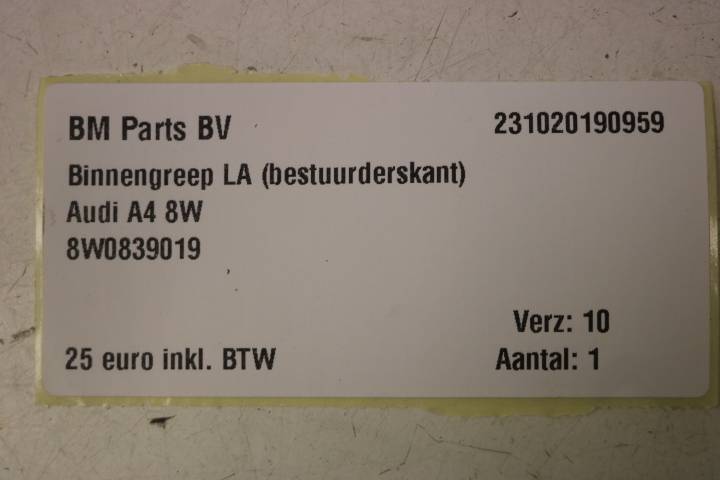 BM Parts BV 231020190959
Binnengreep LA (bestuurderskant)
Audi A4 8W
8W0839019
Verz: 10
25 euro inkl. BTW Aantal: 1